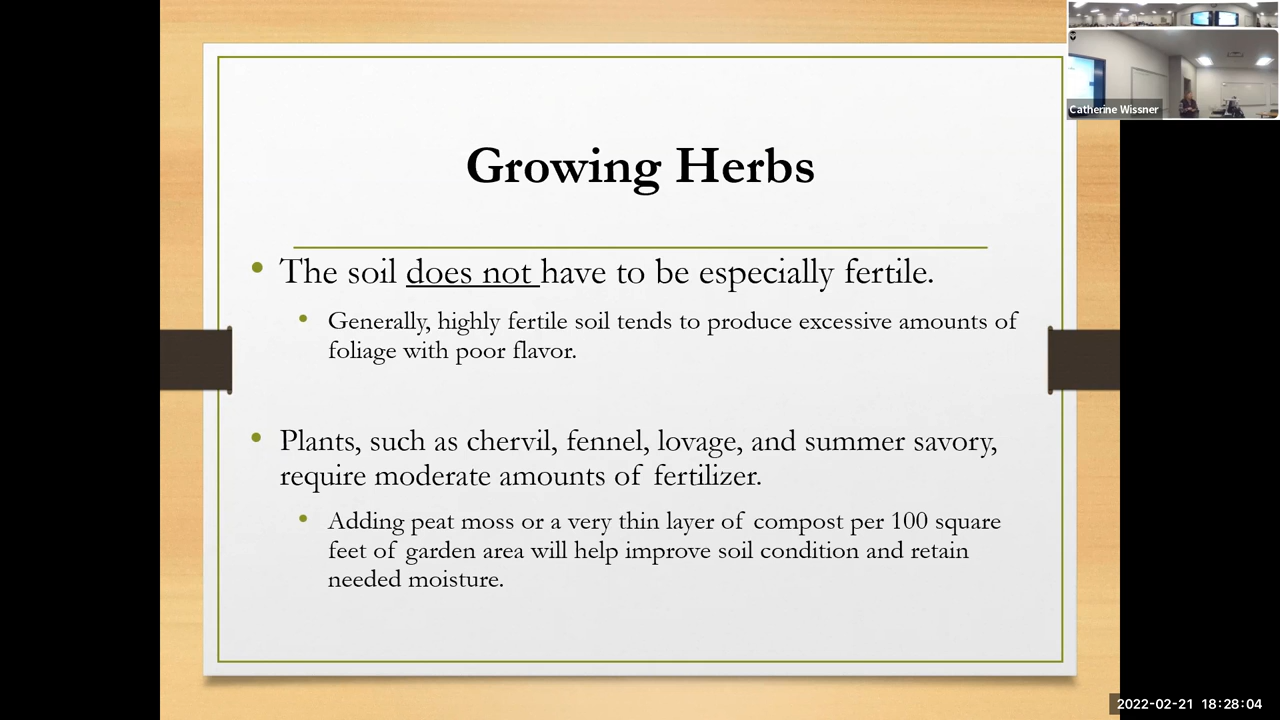 Catherine Wissner
Growing Herbs
• The soil does not have to be especially fertile.
• Generally, highly fertile soil tends to produce excessive amounts of
foliage with poor flavor.
• Plants, such as chervil, fennel, lovage, and summer savory,
require moderate amounts of fertilizer.
• Adding peat moss or a very thin layer of compost per 100 square
feet of garden area will help improve soil condition and retain
needed moisture.
2022-02-21 18:28:04